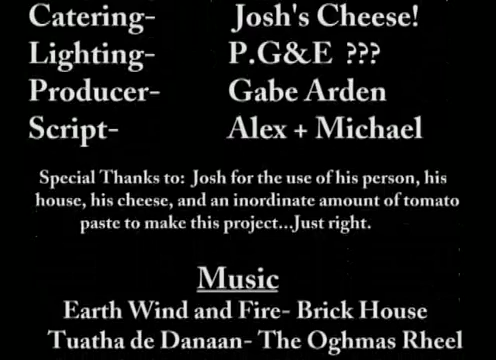 Catering- Josh's Cheese!
Lighting- P.G&E ???
Producer- Gabe Arden
Script- Alex + Michael
Special Thanks to: Josh for the use of his person, his
house, his cheese, and an inordinate amount of tomato
paste to make this project...Just right.
Music
Earth Wind and Fire- Brick House
Tuatha de Danaan- The Oghmas Rheel